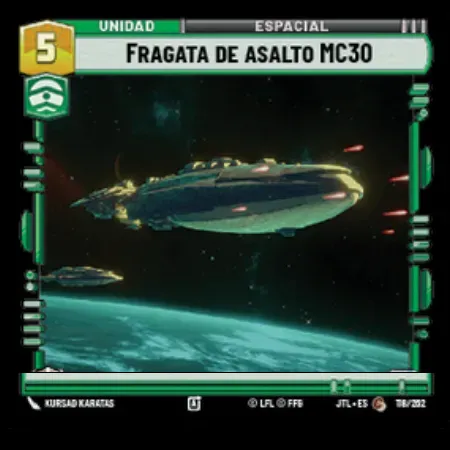 UNIDAD
ESPACIAL
5
FRAGATA DE ASALTO MC30
KURSAD KARATAS
Ⓒ LFL Ⓒ FFG
JTL • ES
118/262